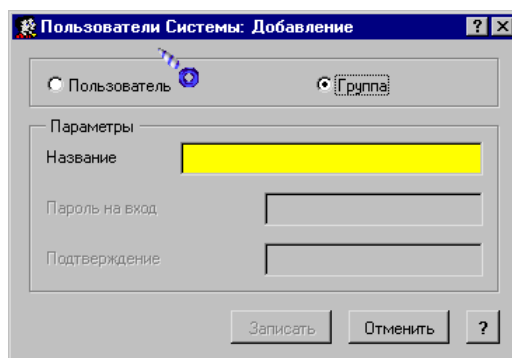 Пользователи Системы: Добавление ? ×
Пользователь Группа
Параметры
Название
Пароль на вход
Подтверждение
Записать Отменить ?